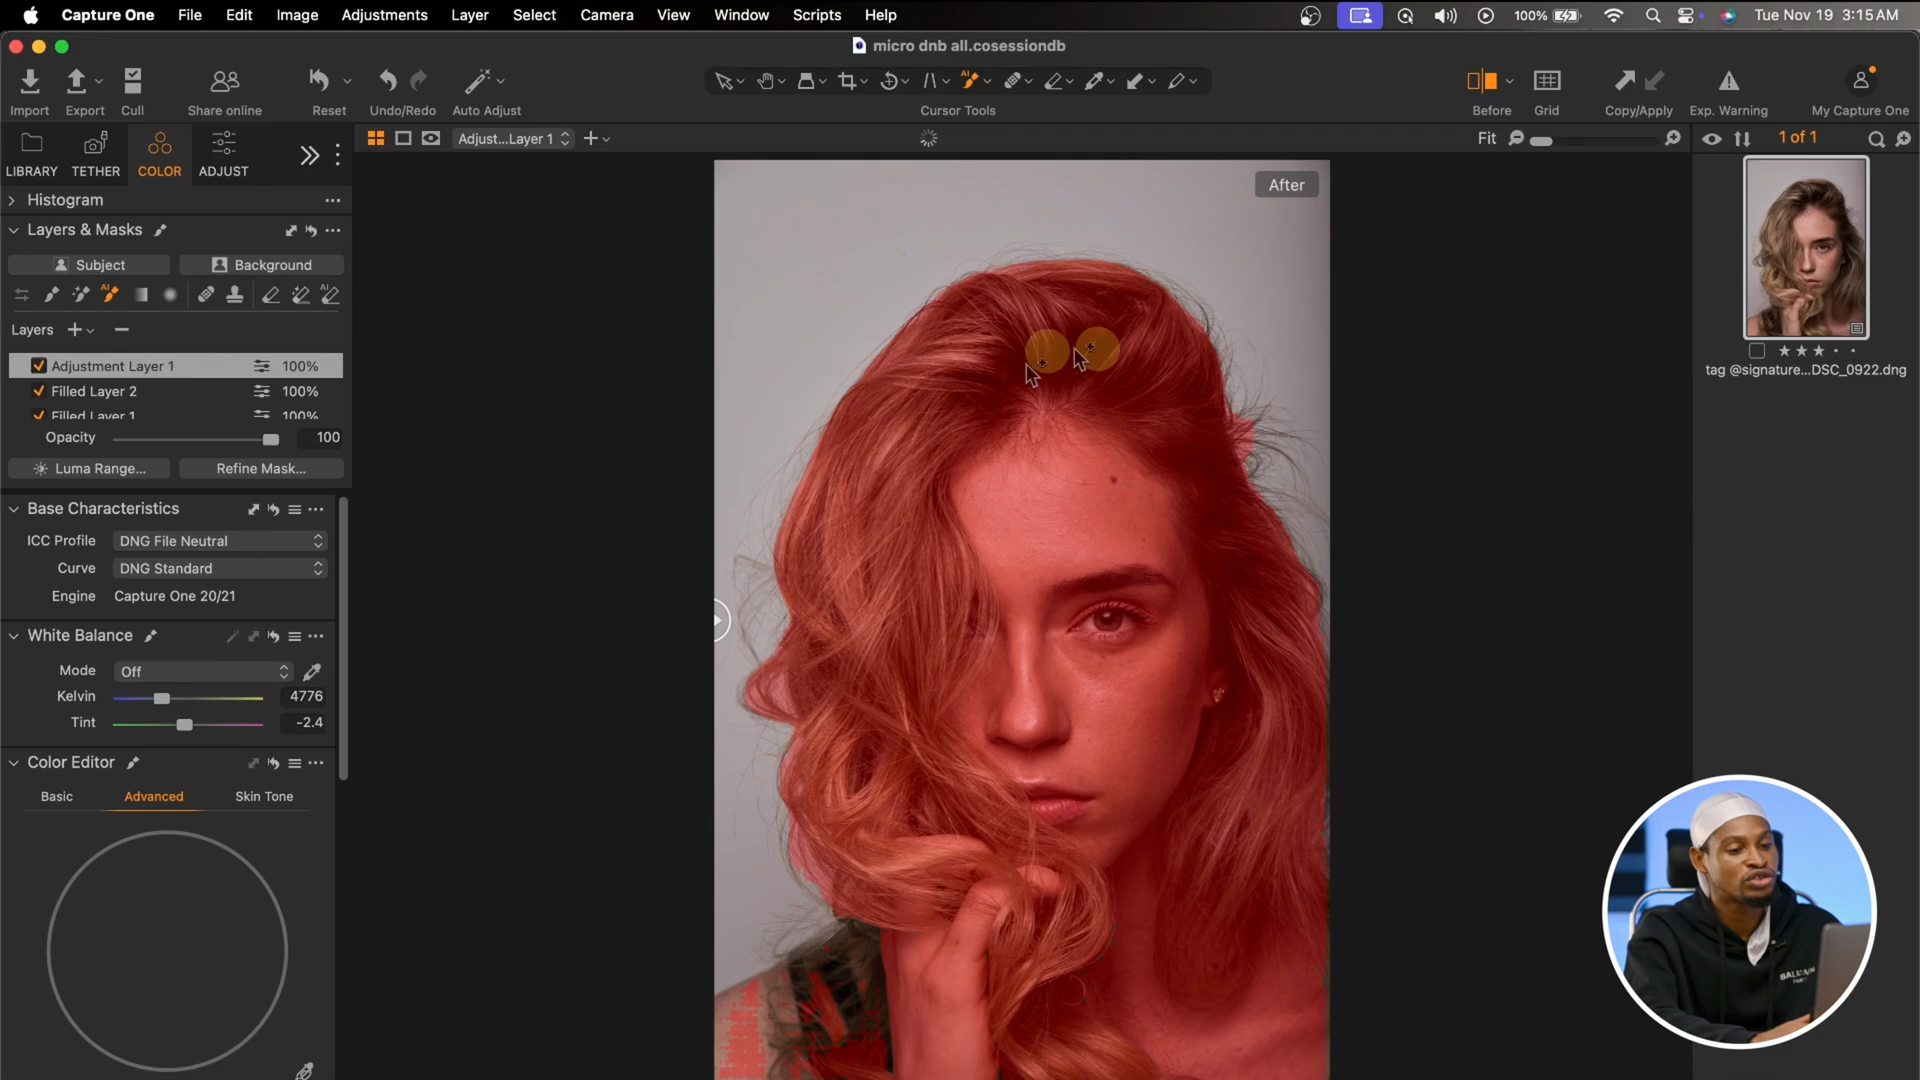 Capture One File Edit Image Adjustments Layer Select Camera View Window Scripts Help 100% Tue Nov 19 3:15 AM
micro dnb all.cosessiondb
Import Export Cull Share online Reset Undo/Redo Auto Adjust Cursor Tools Before Grid Copy/Apply Exp. Warning My Capture One
AI
LIBRARY TETHER COLOR ADJUST
Adjust...Layer 1
Fit
1 of 1
Histogram
Layers & Masks
Subject Background
AI AI
Layers
Adjustment Layer 1 100%
Filled Layer 2 100%
Filled Layer 1 100%
Opacity 100
Luma Range... Refine Mask...
Base Characteristics
ICC Profile DNG File Neutral
Curve DNG Standard
Engine Capture One 20/21
White Balance
Mode Off
Kelvin 4776
Tint -2.4
Color Editor
Basic Advanced Skin Tone
After
tag @signature...DSC_0922.dng
BALMAIN
PARIS